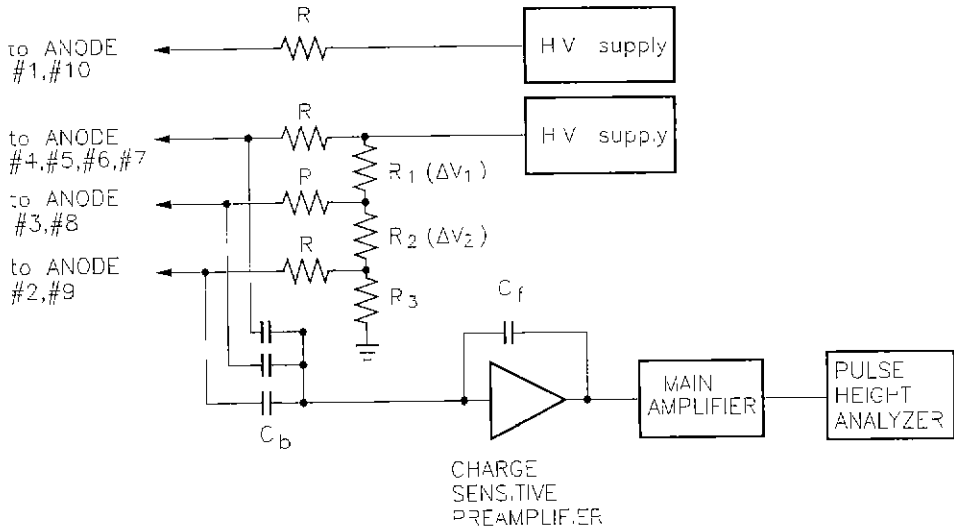 R
HV supply
to ANODE
#1,#10
R
HV supply
to ANODE
#4,#5,#6,#7
R1 (ΔV1)
R
to ANODE
#3,#8
R2 (ΔV2)
R
to ANODE
#2,#9
R3
Cf
Cb
MAIN
AMPLIFIER
PULSE
HEIGHT
ANALYZER
CHARGE
SENSITIVE
PREAMPLIFIER